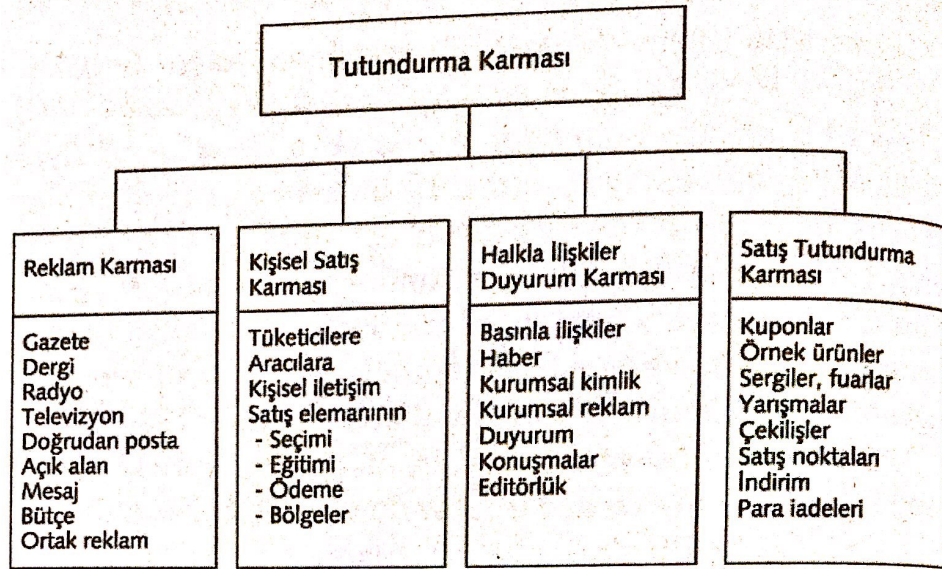 Tutundurma Karması
Reklam Karması
Gazete
Dergi
Radyo
Televizyon
Doğrudan posta
Açık alan
Mesaj
Bütçe
Ortak reklam
Kişisel Satış
Karması
Tüketicilere
Aracılara
Kişisel iletişim
Satış elemanının
- Seçimi
- Eğitimi
- Ödeme
- Bölgeler
Halkla İlişkiler
Duyurum Karması
Basınla ilişkiler
Haber
Kurumsal kimlik
Kurumsal reklam
Duyurum
Konuşmalar
Editörlük
Satış Tutundurma
Karması
Kuponlar
Örnek ürünler
Sergiler, fuarlar
Yarışmalar
Çekilişler
Satış noktaları
İndirim
Para iadeleri